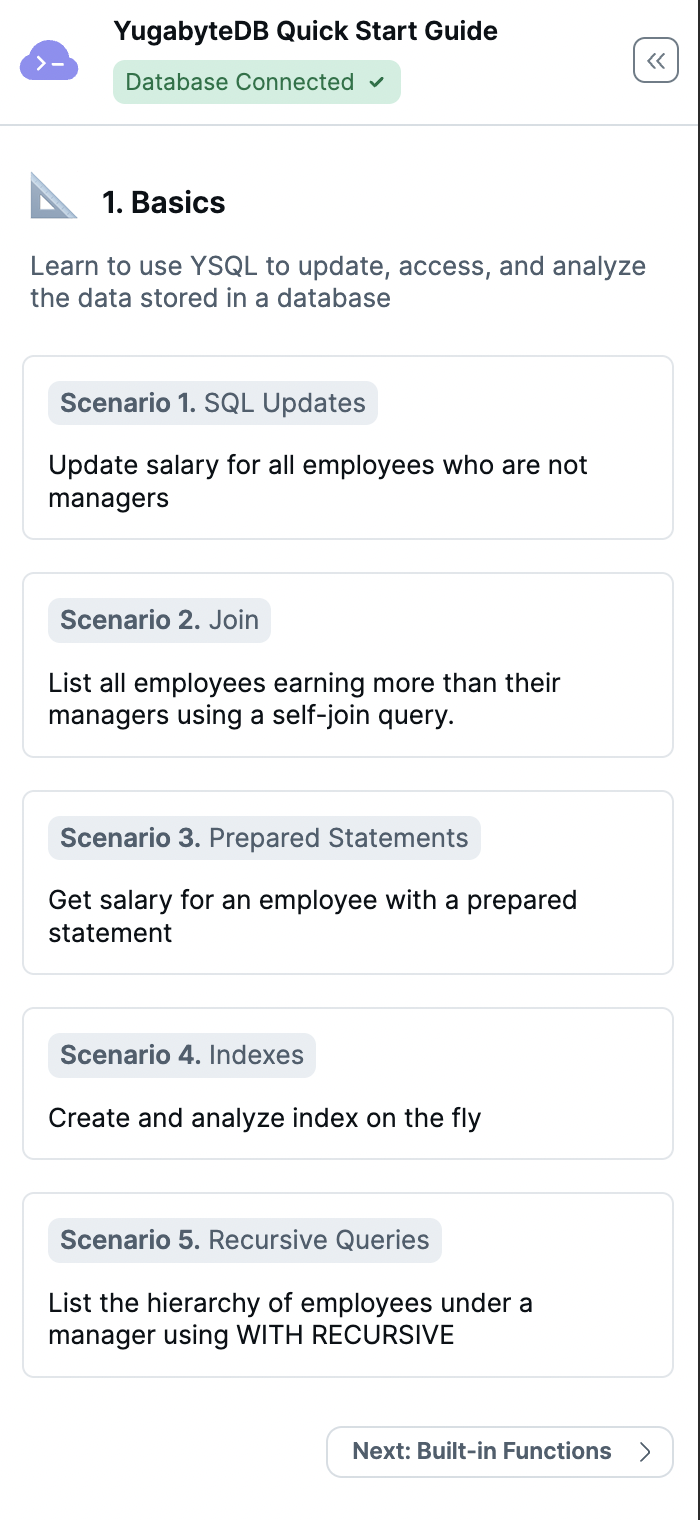 YugabyteDB Quick Start Guide
Database Connected
1. Basics
Learn to use YSQL to update, access, and analyze
the data stored in a database
Scenario 1. SQL Updates
Update salary for all employees who are not
managers
Scenario 2. Join
List all employees earning more than their
managers using a self-join query.
Scenario 3. Prepared Statements
Get salary for an employee with a prepared
statement
Scenario 4. Indexes
Create and analyze index on the fly
Scenario 5. Recursive Queries
List the hierarchy of employees under a
manager using WITH RECURSIVE
Next: Built-in Functions